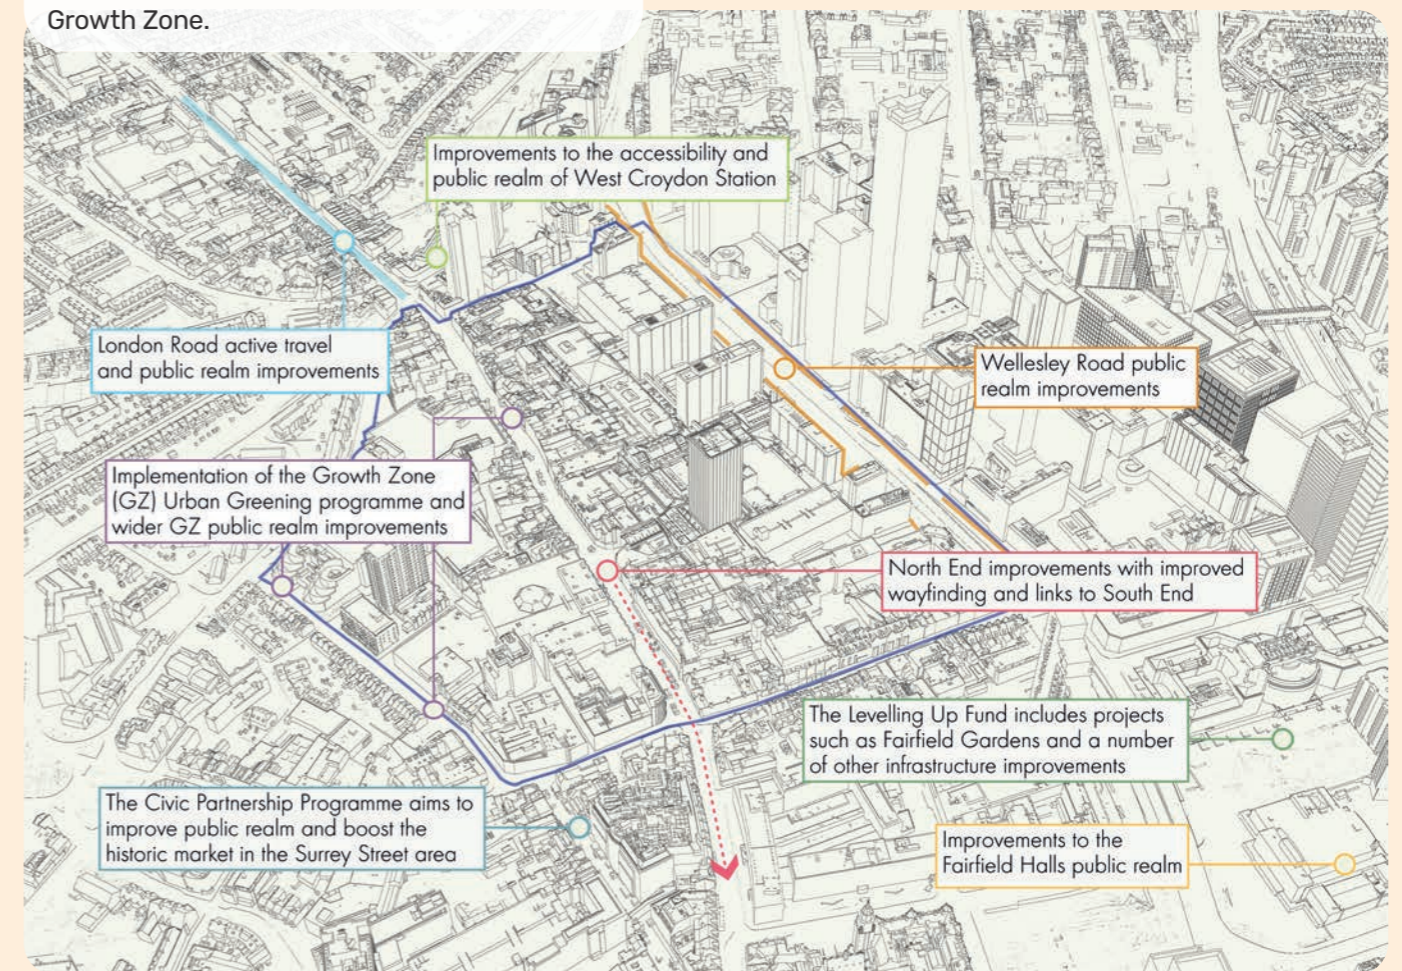 Growth Zone.
Improvements to the accessibility and
public realm of West Croydon Station
London Road active travel
and public realm improvements
Wellesley Road public
realm improvements
Implementation of the Growth Zone
(GZ) Urban Greening programme and
wider GZ public realm improvements
North End improvements with improved
wayfinding and links to South End
The Levelling Up Fund includes projects
such as Fairfield Gardens and a number
of other infrastructure improvements
The Civic Partnership Programme aims to
improve public realm and boost the
historic market in the Surrey Street area
Improvements to the
Fairfield Halls public realm